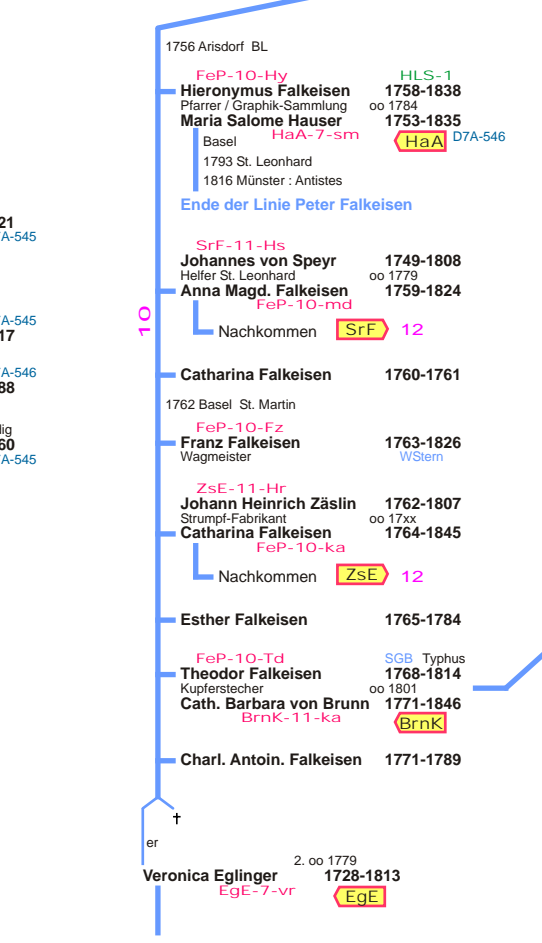 1756 Arisdorf BL
FeP-10-Hy HLS-1
Hieronymus Falkeisen 1758-1838
Pfarrer / Graphik-Sammlung oo 1784
Maria Salome Hauser 1753-1835
HaA-7-sm HaA D7A-546
Basel
1793 St. Leonhard
1816 Münster : Antistes
Ende der Linie Peter Falkeisen
21
7A-545
SrF-11-Hs
Johannes von Speyr 1749-1808
Helfer St. Leonhard oo 1779
Anna Magd. Falkeisen 1759-1824
FeP-10-md
10
7A-545
17
Nachkommen SrF 12
7A-546
88
Catharina Falkeisen 1760-1761
1762 Basel St. Martin
lig
60
7A-545
FeP-10-Fz
Franz Falkeisen 1763-1826
Wagmeister WStern
ZsE-11-Hr
Johann Heinrich Zäslin 1762-1807
Strumpf-Fabrikant oo 17xx
Catharina Falkeisen 1764-1845
FeP-10-ka
Nachkommen ZsE 12
Esther Falkeisen 1765-1784
FeP-10-Td SGB Typhus
Theodor Falkeisen 1768-1814
Kupferstecher oo 1801
Cath. Barbara von Brunn 1771-1846
BrnK-11-ka BrnK
Charl. Antoin. Falkeisen 1771-1789
✝
er
2. oo 1779
Veronica Eglinger 1728-1813
EgE-7-vr EgE